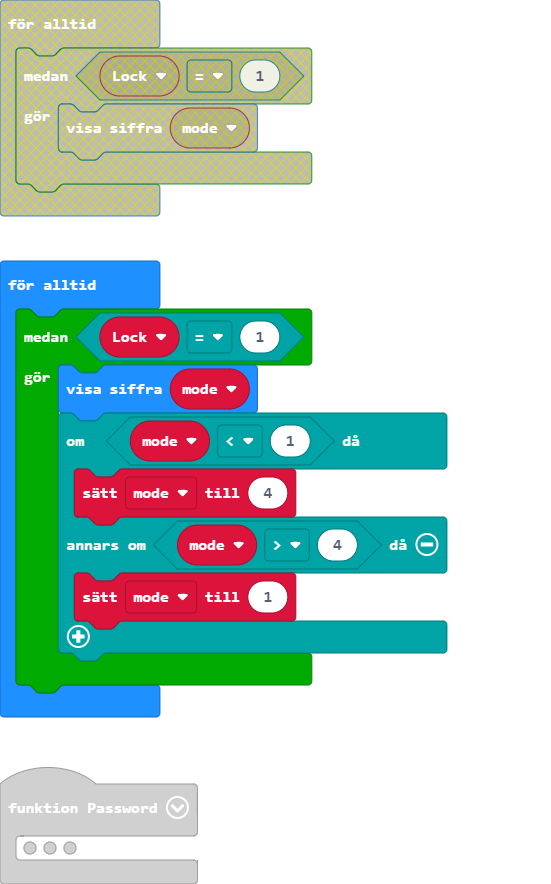 för alltid
medan Lock = 1
gör
visa siffra mode
för alltid
medan Lock = 1
gör
visa siffra mode
om mode < 1 då
sätt mode till 4
annars om mode > 4 då
sätt mode till 1
funktion Password